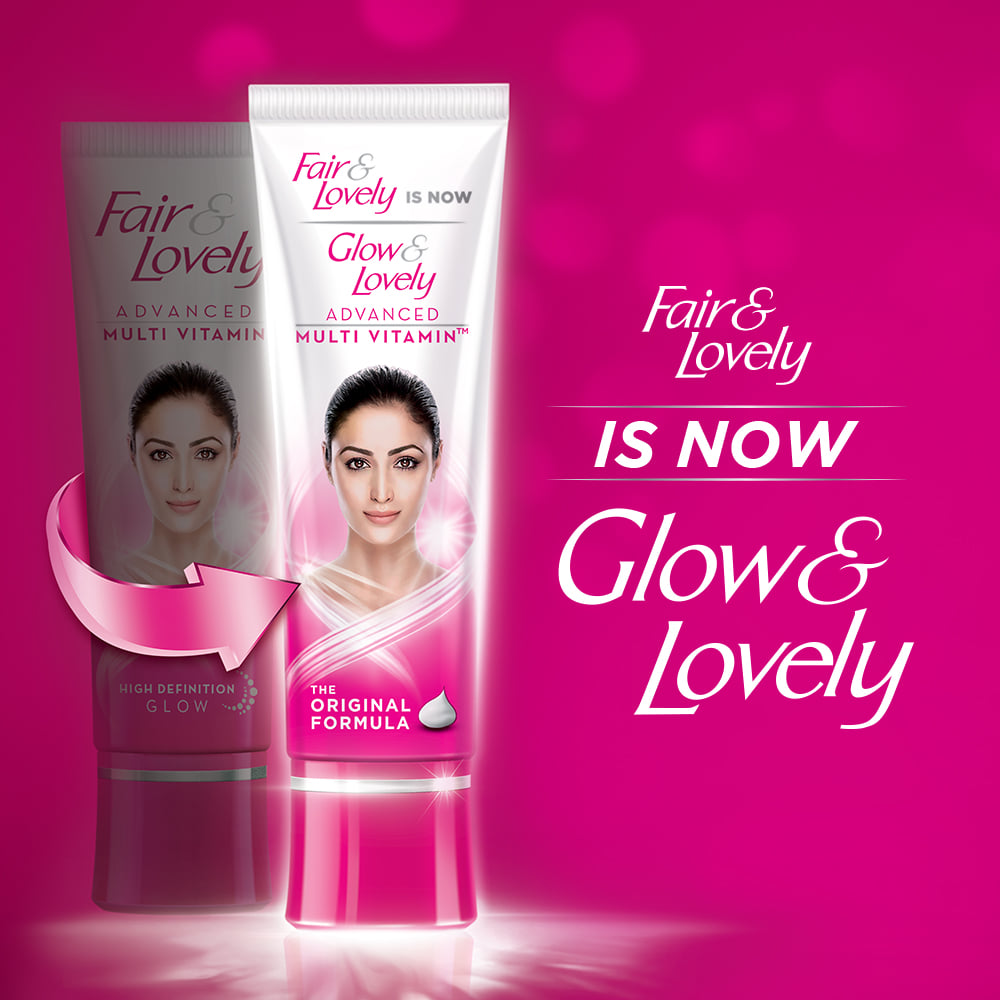 Fair &
Lovely
ADVANCED
MULTI VITAMIN
HIGH DEFINITION
GLOW
Fair &
Lovely IS NOW
Glow &
Lovely
ADVANCED
MULTI VITAMIN™
THE
ORIGINAL
FORMULA
Fair &
Lovely
IS NOW
Glow &
Lovely